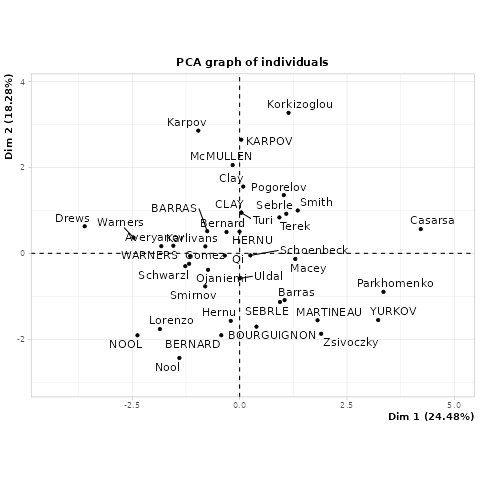 PCA graph of individuals
Dim 2 (18.28%)
4
2
0
-2
Korkizoglou
Karpov
KARPOV
McMULLEN
Clay
Pogorelov
BARRAS
CLAY
Sebrle
Smith
Drews
Warners
Bernard
Turi
Terek
Casarsa
Averyanov
Karlivans
HERNU
WARNERS
Gomez
Qi
Schoenbeck
Macey
Schwarzl
Ojaniemi
Uldal
Parkhomenko
Smirnov
Barras
Hernu
SEBRLE
MARTINEAU
YURKOV
Lorenzo
NOOL
BERNARD
BOURGUIGNON
Zsivoczky
Nool
-2.5
0.0
2.5
5.0
Dim 1 (24.48%)